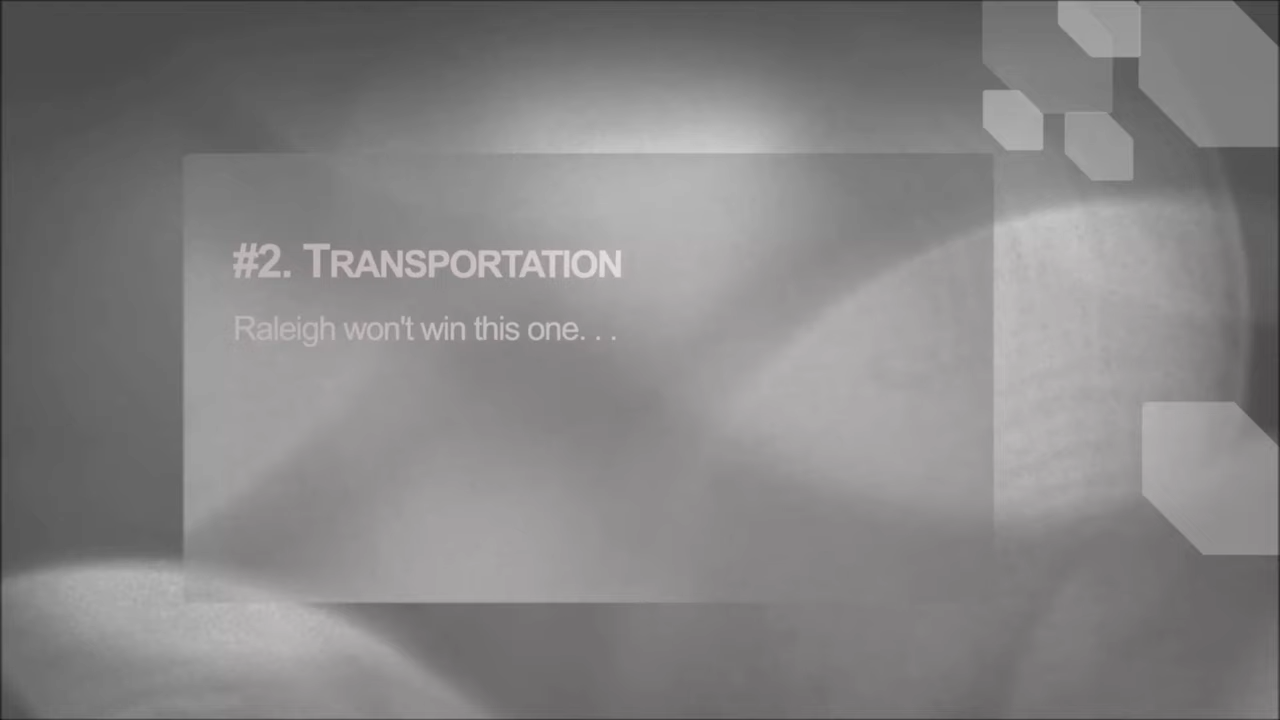 #2. TRANSPORTATION
Raleigh won't win this one. . .